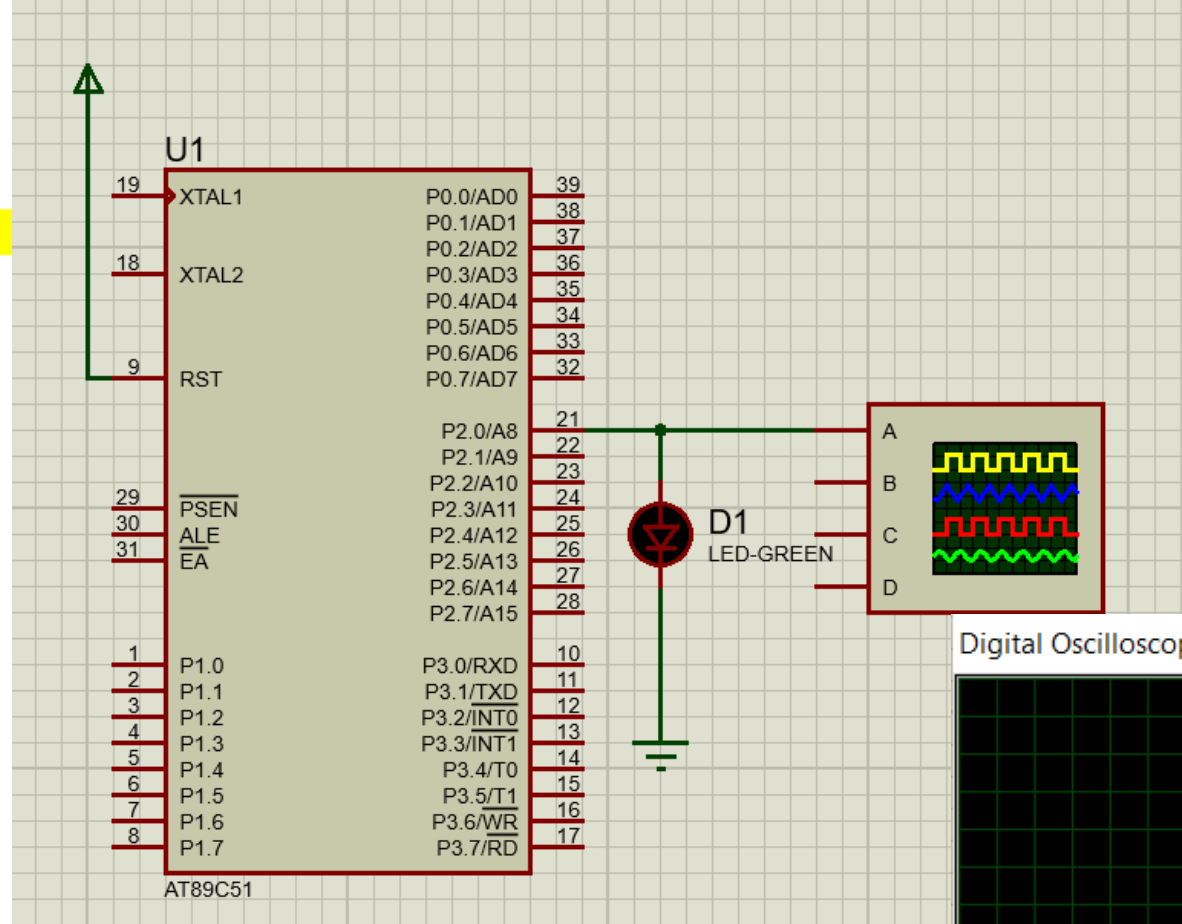 U1
19 XTAL1 P0.0/AD0 39
P0.1/AD1 38
P0.2/AD2 37
18 XTAL2 P0.3/AD3 36
P0.4/AD4 35
P0.5/AD5 34
P0.6/AD6 33
9 RST P0.7/AD7 32
P2.0/A8 21
P2.1/A9 22
P2.2/A10 23
29 PSEN P2.3/A11 24
30 ALE P2.4/A12 25
31 EA P2.5/A13 26
P2.6/A14 27
P2.7/A15 28
1 P1.0 P3.0/RXD 10
2 P1.1 P3.1/TXD 11
3 P1.2 P3.2/INT0 12
4 P1.3 P3.3/INT1 13
5 P1.4 P3.4/T0 14
6 P1.5 P3.5/T1 15
7 P1.6 P3.6/WR 16
8 P1.7 P3.7/RD 17
AT89C51
D1
LED-GREEN
A
B
C
D
Digital Oscillosco